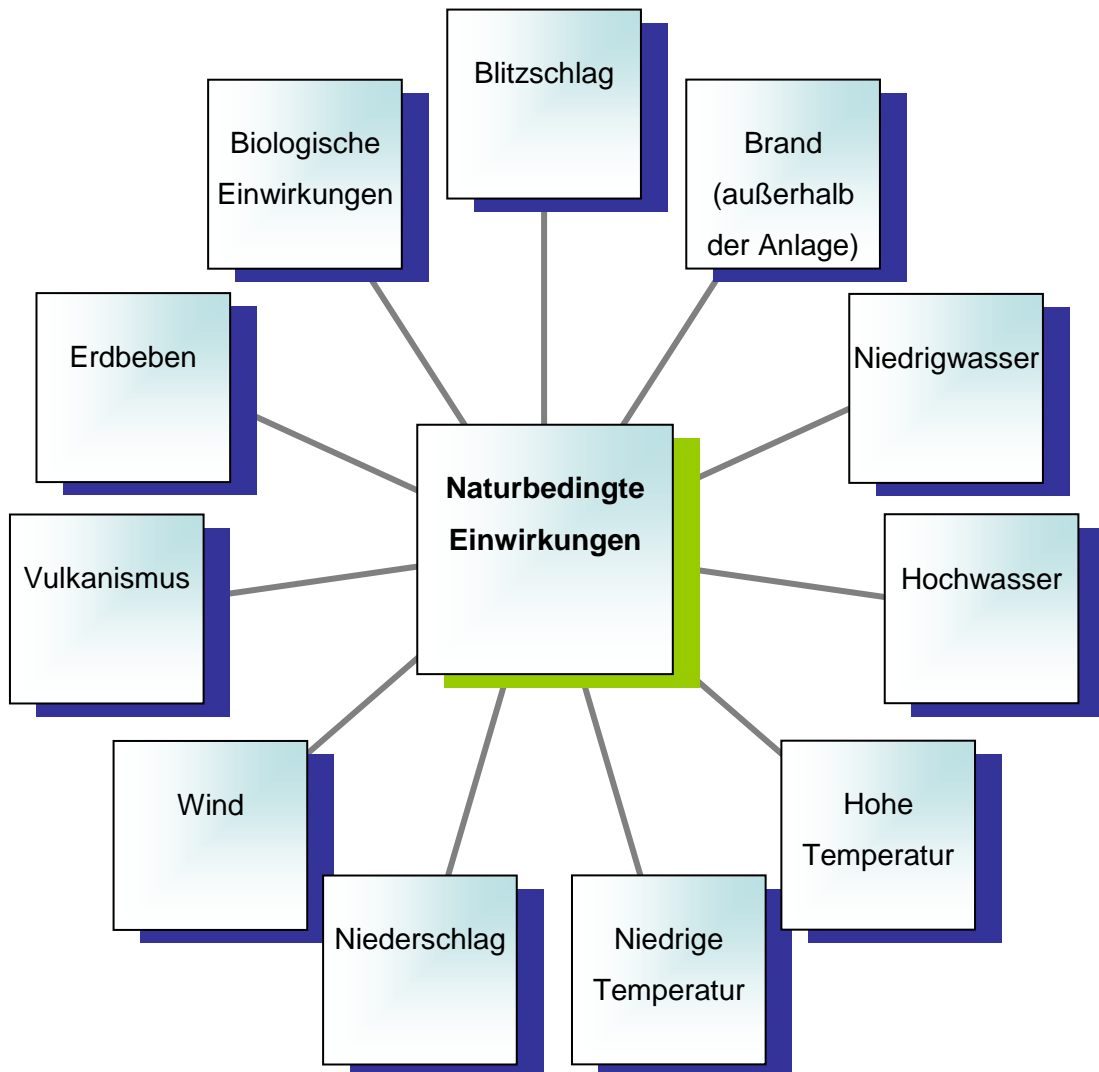 Blitzschlag
Biologische
Einwirkungen
Brand
(außerhalb
der Anlage)
Erdbeben
Niedrigwasser
Naturbedingte
Einwirkungen
Vulkanismus
Hochwasser
Wind
Hohe
Temperatur
Niederschlag
Niedrige
Temperatur